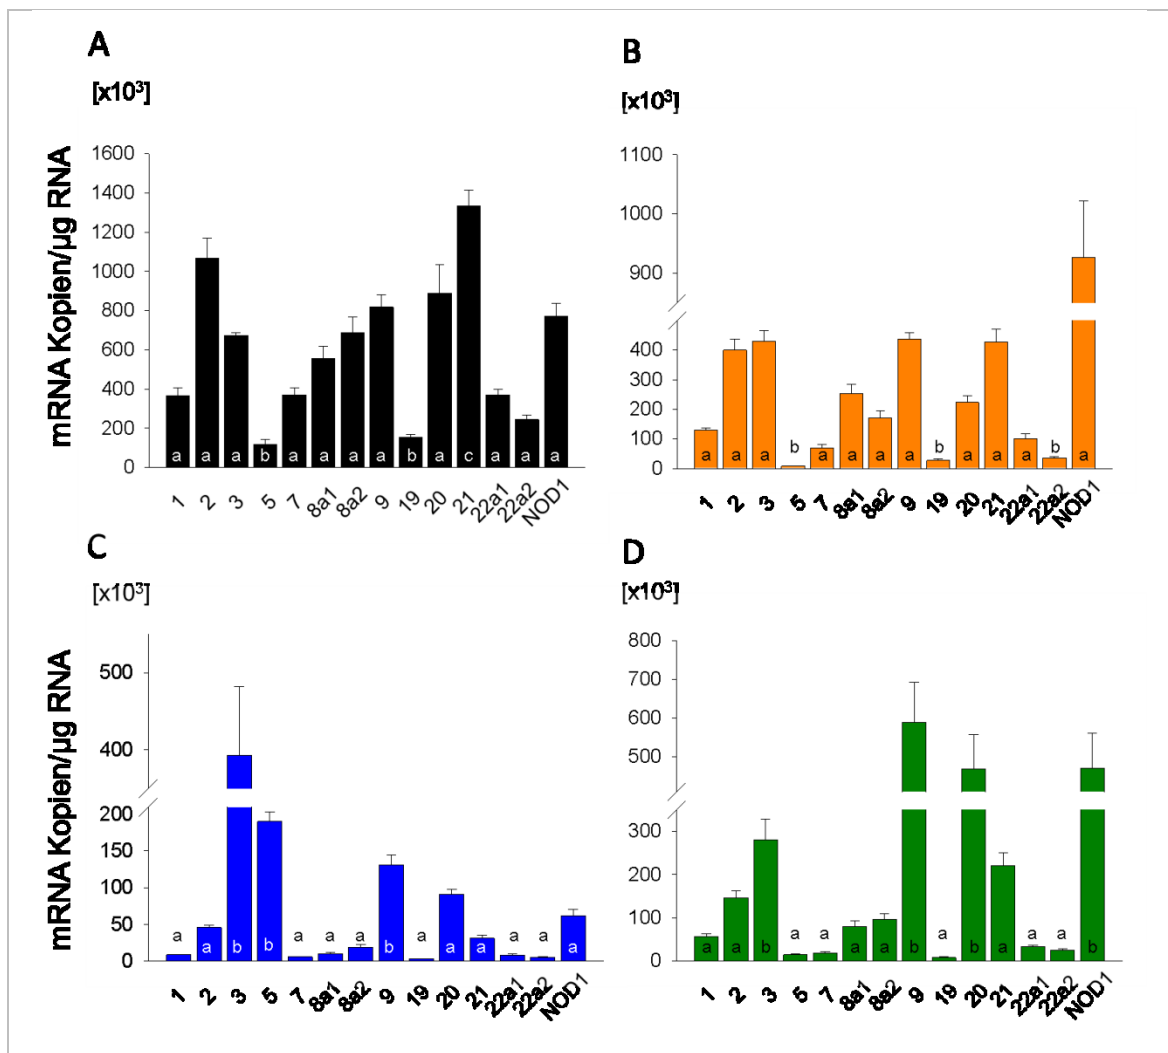 A
[x10³]
mRNA Kopien/µg RNA
1600
1400
1200
1000
800
600
400
200
0
a a a b a a a a b a c a a a
1 2 3 5 7 8a1 8a2 9 19 20 21 22a1 22a2 NOD1
B
[x10³]
1100
1000
900
400
300
200
100
0
b b b
a a a a a a a a a a a
1 2 3 5 7 8a1 8a2 9 19 20 21 22a1 22a2 NOD1
C
[x10³]
mRNA Kopien/µg RNA
500
400
200
150
100
50
0
a a a a a a a
a b b b a a a
1 2 3 5 7 8a1 8a2 9 19 20 21 22a1 22a2 NOD1
D
[x10³]
800
700
600
500
300
200
100
0
a a a a a
a a b a a b b a b
1 2 3 5 7 8a1 8a2 9 19 20 21 22a1 22a2 NOD1